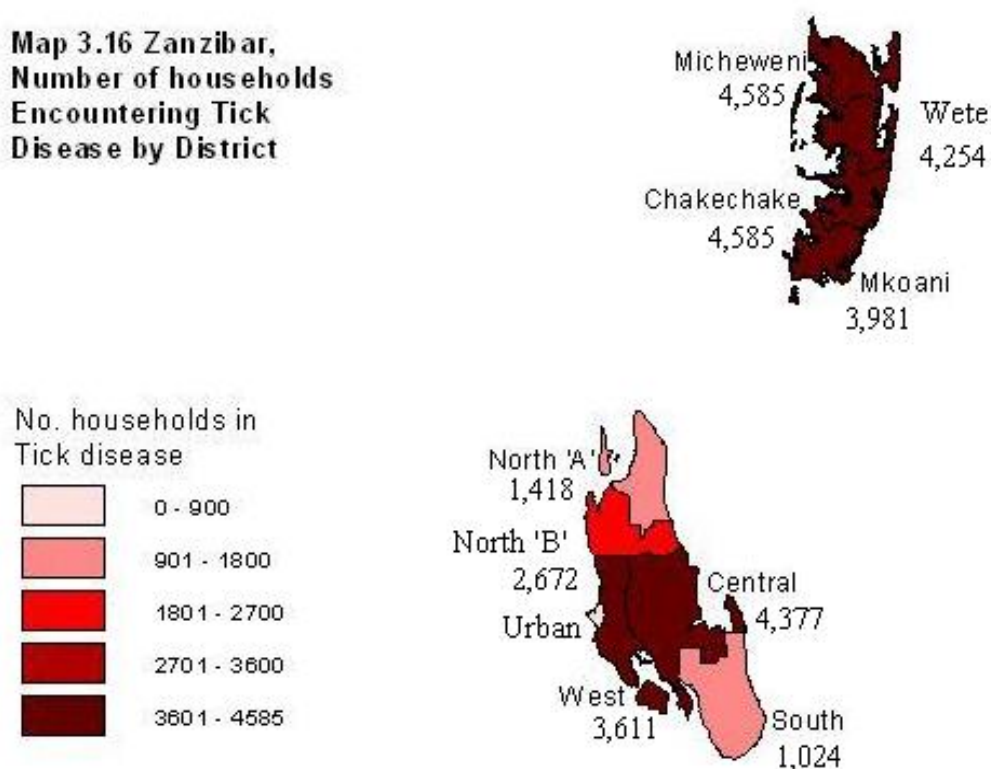 Map 3.16 Zanzibar,
Number of households
Encountering Tick
Disease by District
Micheweni
4,585
Wete
4,254
Chakechake
4,585
Mkoani
3,981
No. households in
Tick disease
0 - 900
901 - 1800
1801 - 2700
2701 - 3600
3601 - 4585
North 'A'
1,418
North 'B'
2,672
Central
4,377
Urban
West
3,611
South
1,024